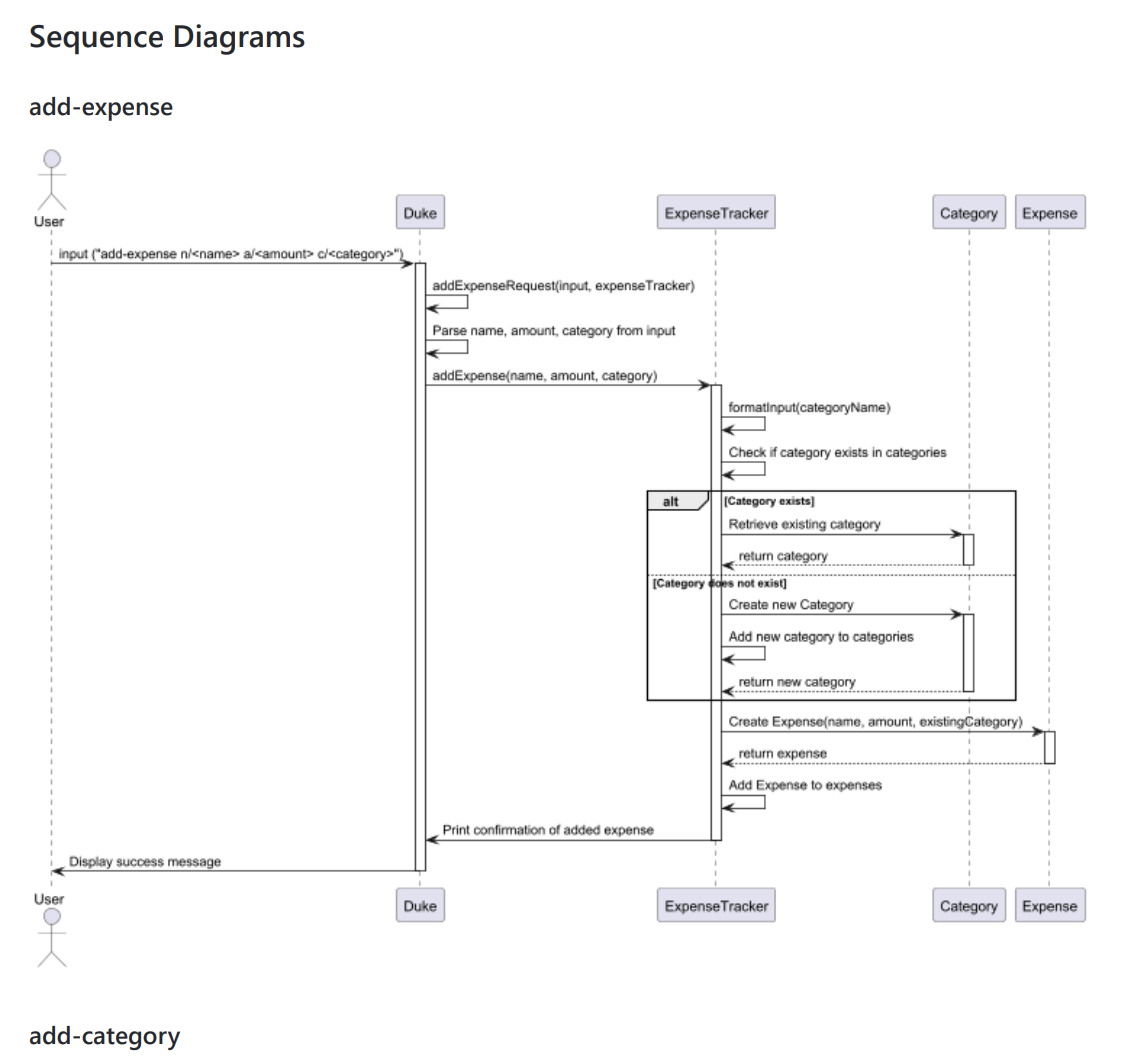 Sequence Diagrams
add-expense
User
Duke
ExpenseTracker
Category
Expense
input ("add-expense n/<name> a/<amount> c/<category>")
addExpenseRequest(input, expenseTracker)
Parse name, amount, category from input
addExpense(name, amount, category)
formatInput(categoryName)
Check if category exists in categories
alt
[Category exists]
Retrieve existing category
return category
[Category does not exist]
Create new Category
Add new category to categories
return new category
Create Expense(name, amount, existingCategory)
return expense
Add Expense to expenses
Print confirmation of added expense
Display success message
User
Duke
ExpenseTracker
Category
Expense
add-category